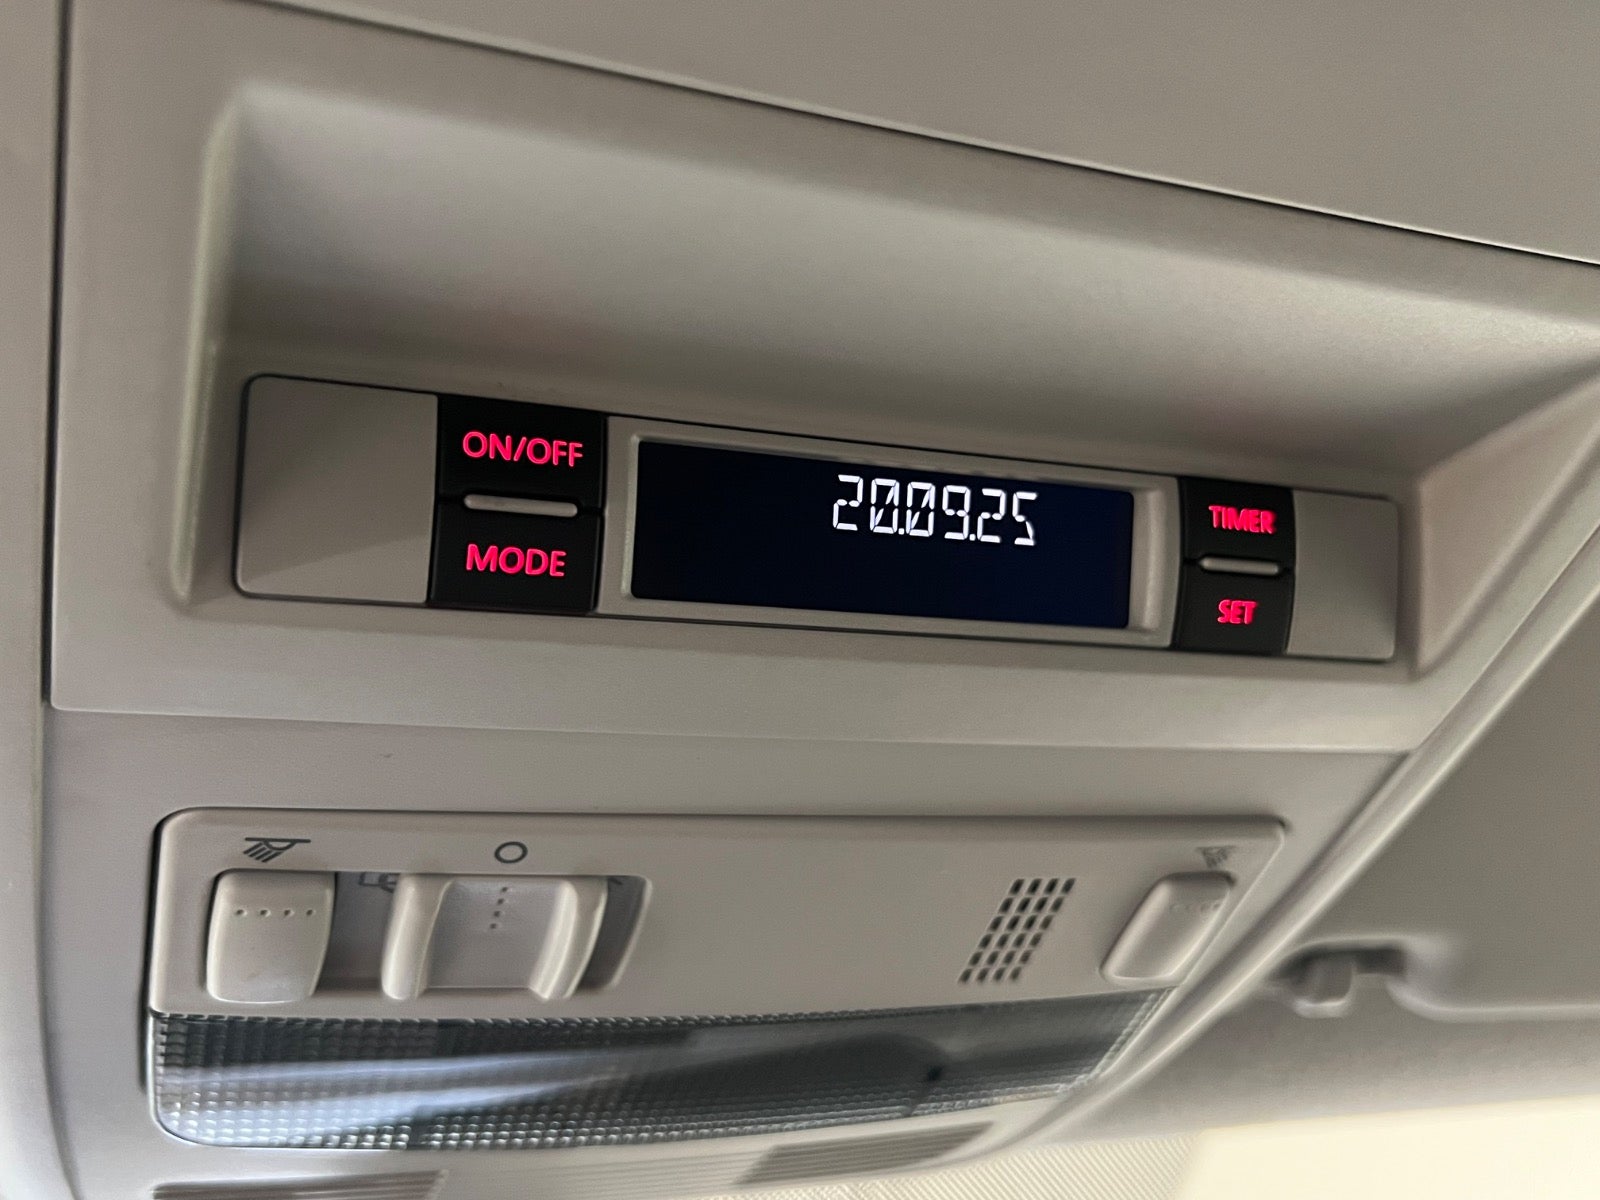 ON/OFF
MODE
20.09.25
TIMER
SET